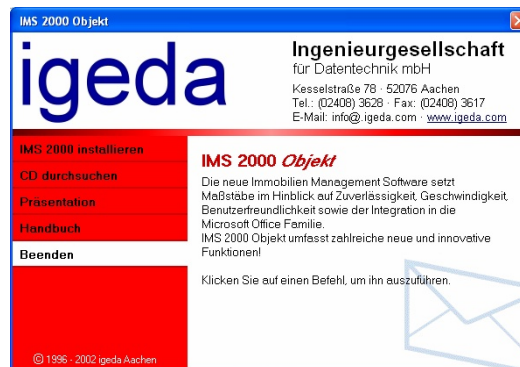 IMS 2000 Objekt
igeda
Ingenieurgesellschaft
für Datentechnik mbH
Kesselstraße 78 · 52076 Aachen
Tel.: (02408) 3628 · Fax: (02408) 3617
E-Mail: info@.igeda.com · www.igeda.com
IMS 2000 installieren
CD durchsuchen
Präsentation
Handbuch
Beenden
IMS 2000 Objekt
Die neue Immobilien Management Software setzt
Maßstäbe im Hinblick auf Zuverlässigkeit, Geschwindigkeit,
Benutzerfreundlichkeit sowie der Integration in die
Microsoft Office Familie.
IMS 2000 Objekt umfasst zahlreiche neue und innovative
Funktionen!
Klicken Sie auf einen Befehl, um ihn auszuführen.
© 1996 - 2002 igeda Aachen